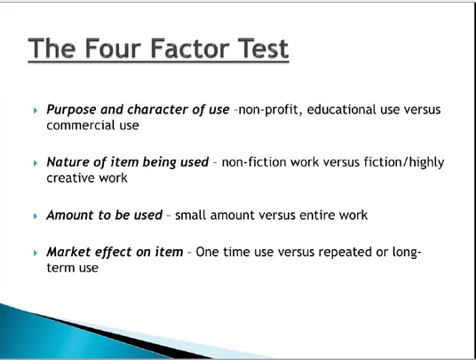 The Four Factor Test
Purpose and character of use –non-profit, educational use versus
commercial use
Nature of item being used – non-fiction work versus fiction/highly
creative work
Amount to be used – small amount versus entire work
Market effect on item – One time use versus repeated or long-
term use